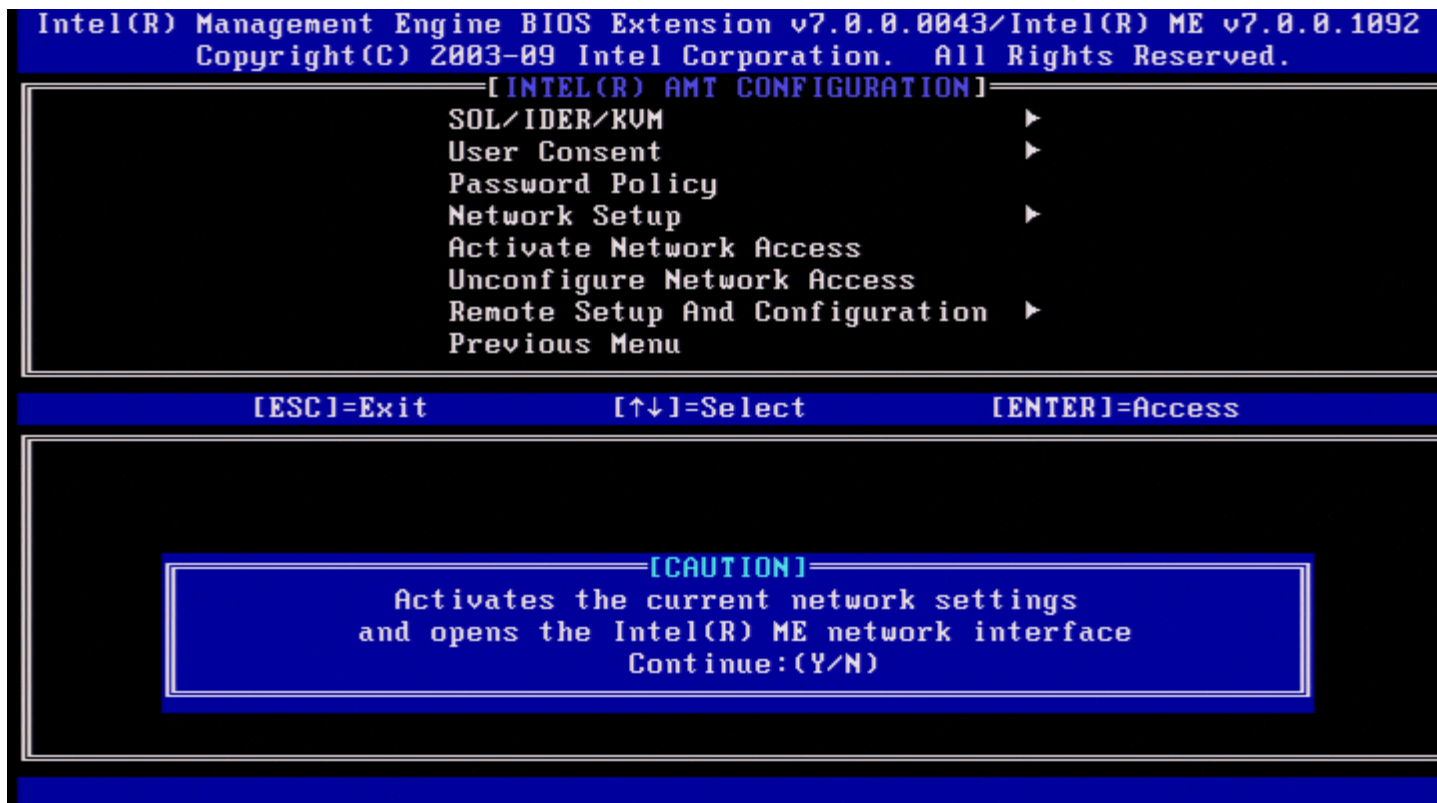 Intel(R) Management Engine BIOS Extension v7.0.0.0043/Intel(R) ME v7.0.0.1092
Copyright(C) 2003-09 Intel Corporation. All Rights Reserved.
[INTEL(R) AMT CONFIGURATION]
SOL/IDER/KVM ►
User Consent ►
Password Policy
Network Setup ►
Activate Network Access
Unconfigure Network Access
Remote Setup And Configuration ►
Previous Menu
[ESC]=Exit [↑↓]=Select [ENTER]=Access
[CAUTION]
Activates the current network settings
and opens the Intel(R) ME network interface
Continue:(Y/N)